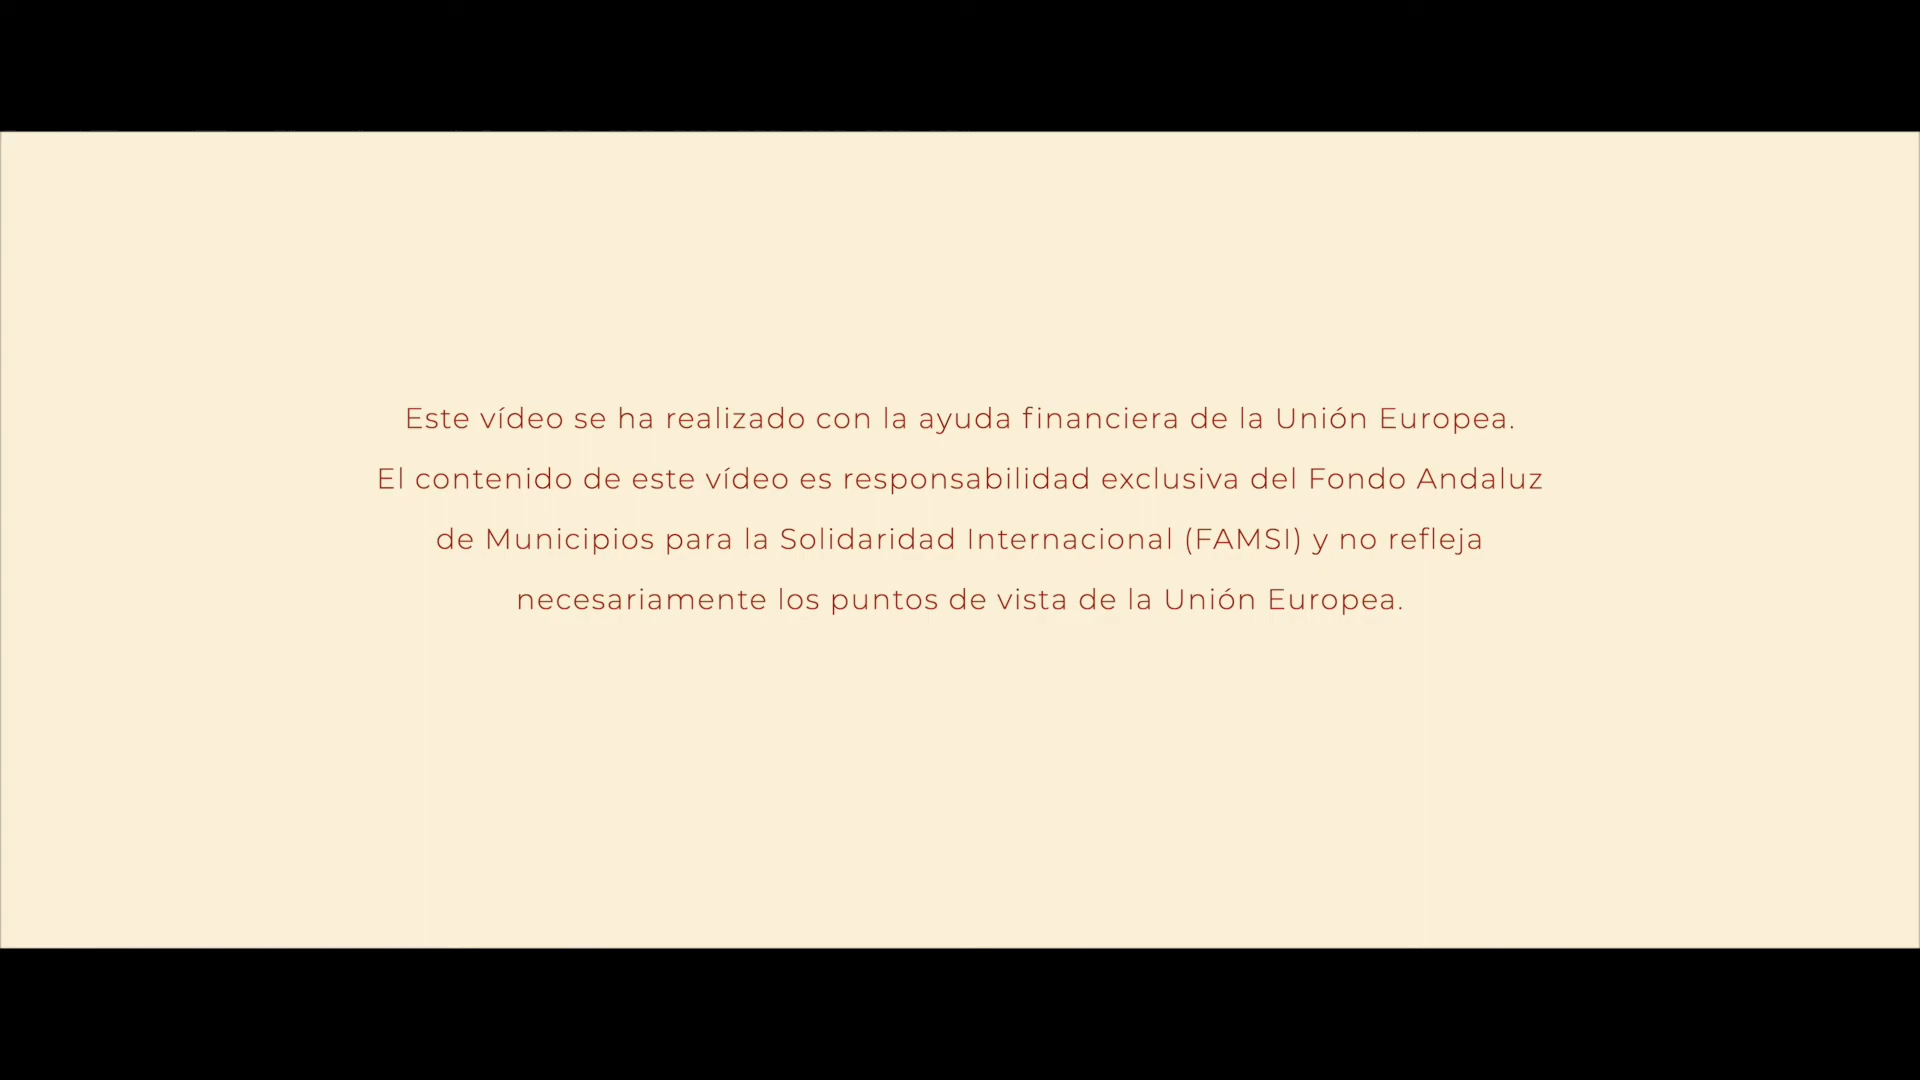 Este vídeo se ha realizado con la ayuda financiera de la Unión Europea.
El contenido de este vídeo es responsabilidad exclusiva del Fondo Andaluz
de Municipios para la Solidaridad Internacional (FAMSI) y no refleja
necesariamente los puntos de vista de la Unión Europea.